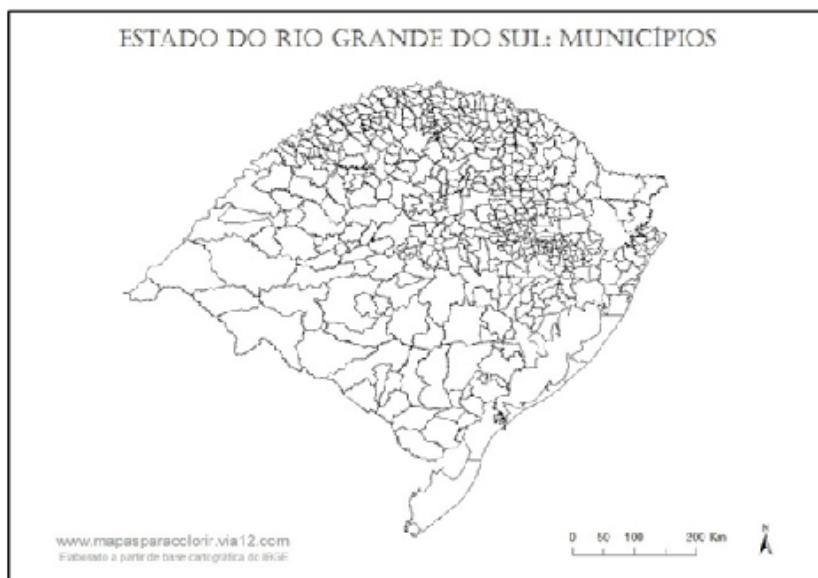 ESTADO DO RIO GRANDE DO SUL: MUNICÍPIOS
N
0 50 100 200 Km
www.mapasparacolorir.via12.com
Elaborado a partir de base cartográfica do IBGE